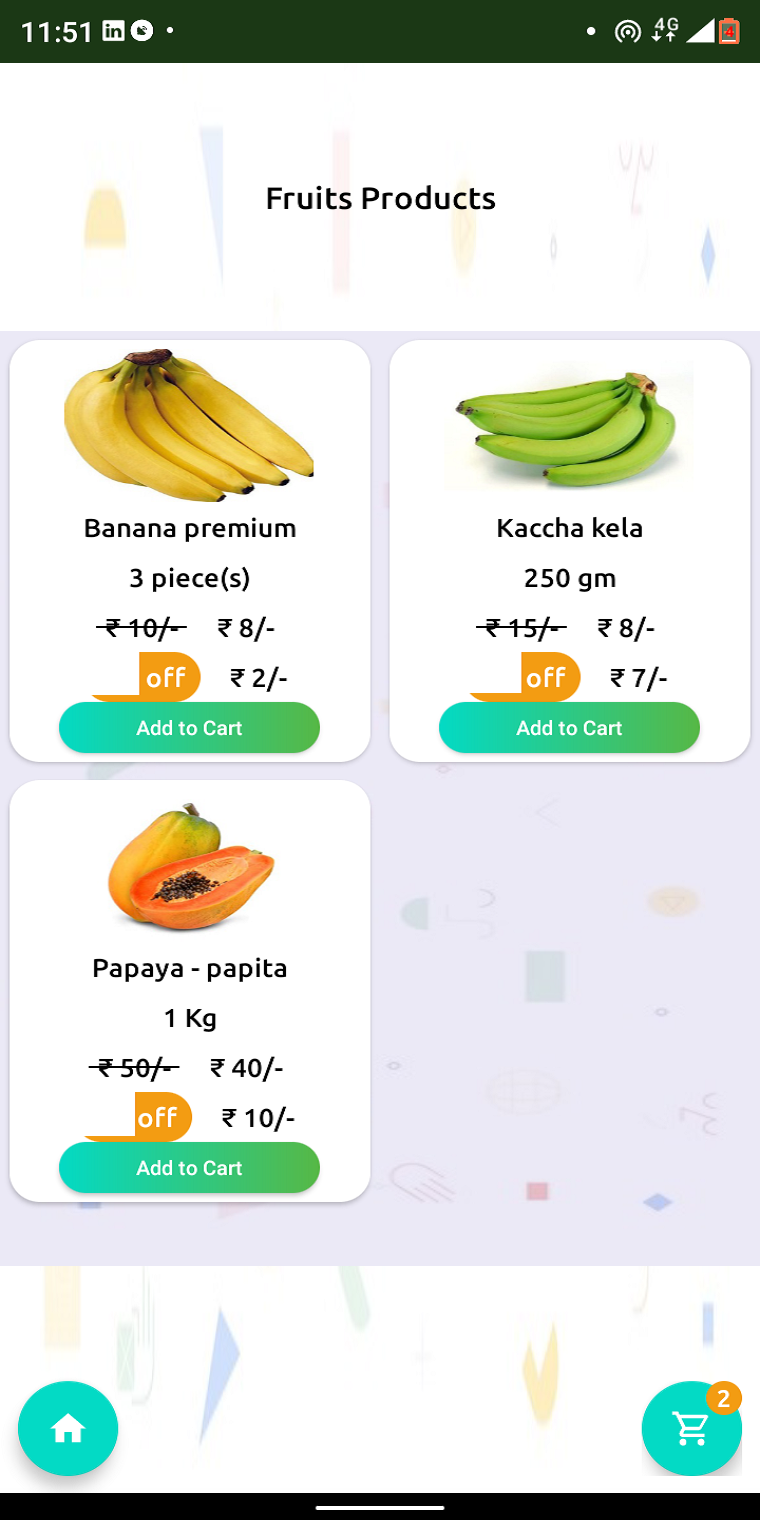 11:51
4G
4
Fruits Products
Banana premium
3 piece(s)
₹ 10/- ₹ 8/-
off ₹ 2/-
Add to Cart
Kaccha kela
250 gm
₹ 15/- ₹ 8/-
off ₹ 7/-
Add to Cart
Papaya - papita
1 Kg
₹ 50/- ₹ 40/-
off ₹ 10/-
Add to Cart
2